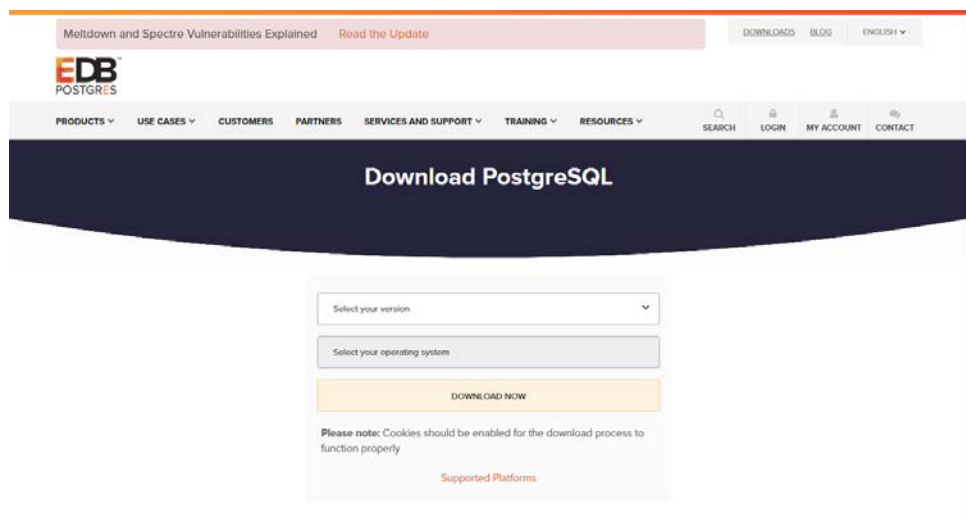 Meltdown and Spectre Vulnerabilities Explained Read the Update
DOWNLOADS BLOG ENGLISH
EDB
POSTGRES
PRODUCTS USE CASES CUSTOMERS PARTNERS SERVICES AND SUPPORT TRAINING RESOURCES SEARCH LOGIN MY ACCOUNT CONTACT
Download PostgreSQL
Select your version
Select your operating system
DOWNLOAD NOW
Please note: Cookies should be enabled for the download process to
function properly
Supported Platforms